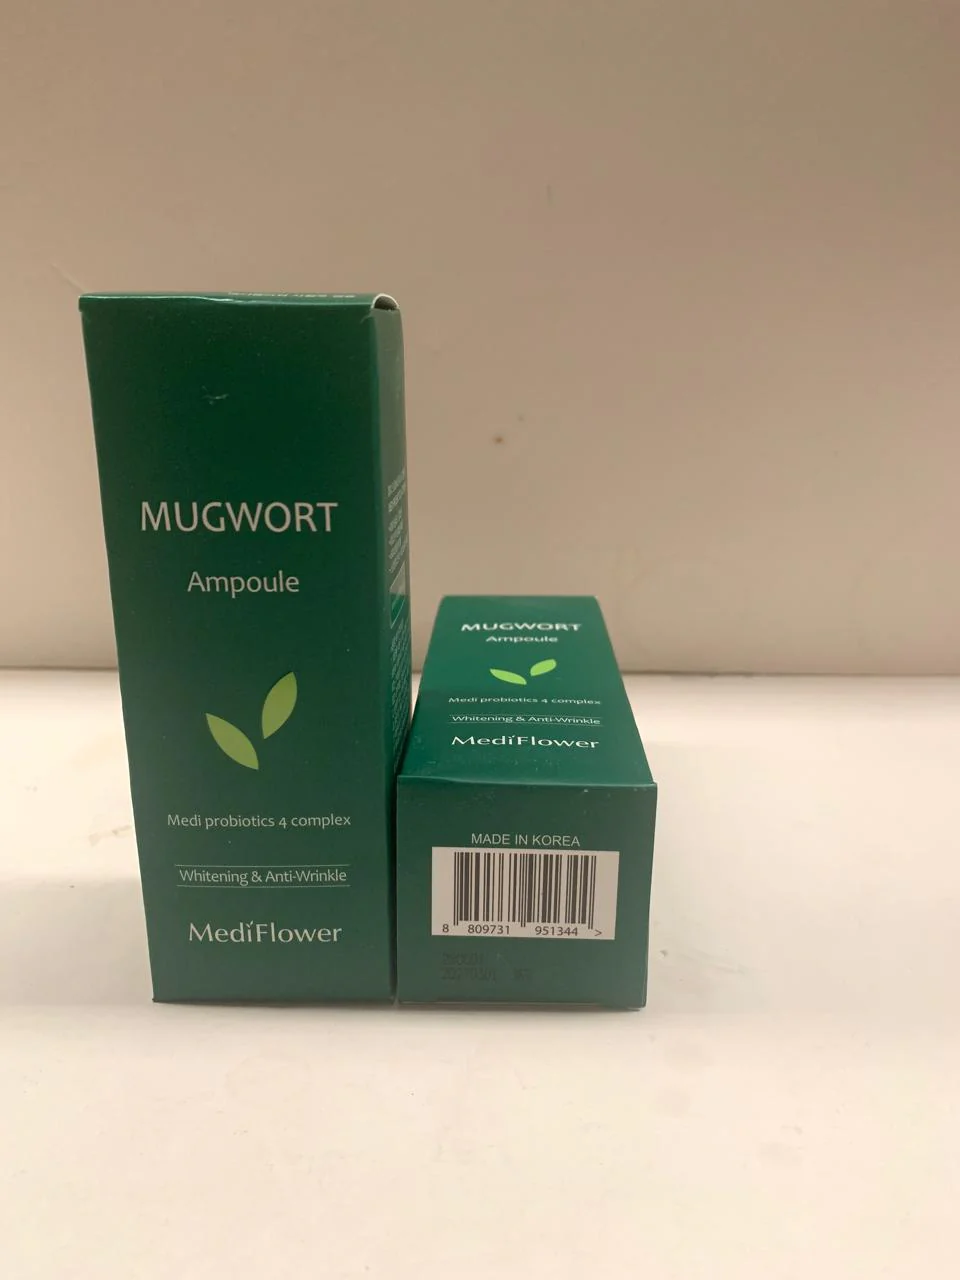 MUGWORT
Ampoule
Medi probiotics 4 complex
Whitening & Anti-Wrinkle
MediFlower
MUGWORT
Ampoule
Medi probiotics 4 complex
Whitening & Anti-Wrinkle
MediFlower
MADE IN KOREA
8 809731 951344 >